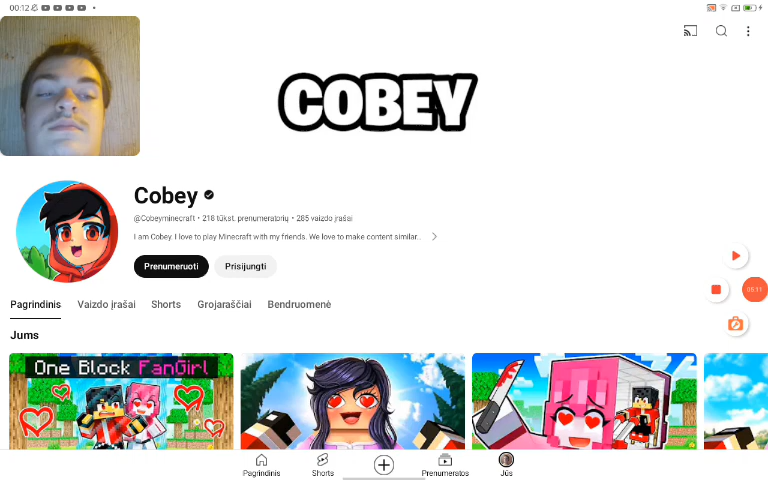 00:12
COBEY
Cobey
@Cobeyminecraft • 218 tūkst. prenumeratorių • 285 vaizdo įrašai
I am Cobey. I love to play Minecraft with my friends. We love to make content similar..
Prenumeruoti
Prisijungti
05:11
Pagrindinis
Vaizdo įrašai
Shorts
Grojaraščiai
Bendruomenė
Jums
One Block FanGirl
Pagrindinis
Shorts
Prenumeratos
Jūs